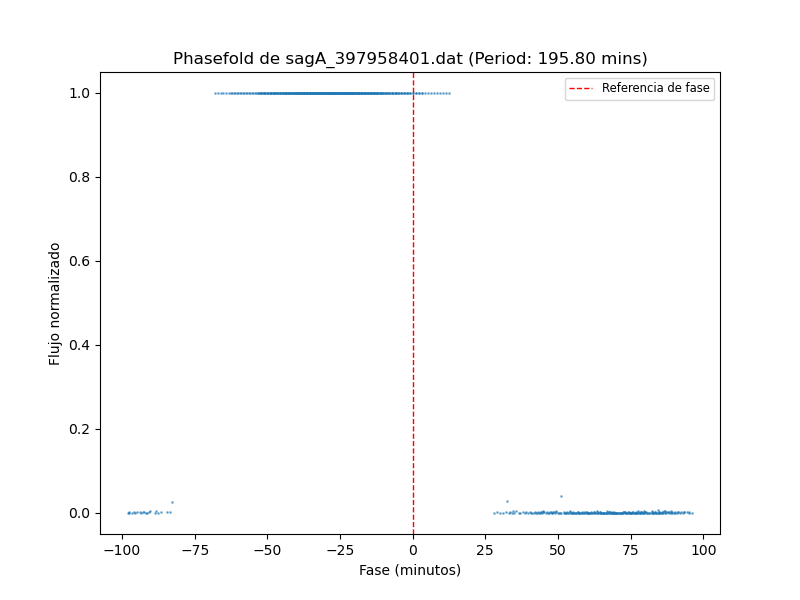 Phasefold de sagA_397958401.dat (Period: 195.80 mins)
Referencia de fase
Flujo normalizado
1.0
0.8
0.6
0.4
0.2
0.0
−100 −75 −50 −25 0 25 50 75 100
Fase (minutos)